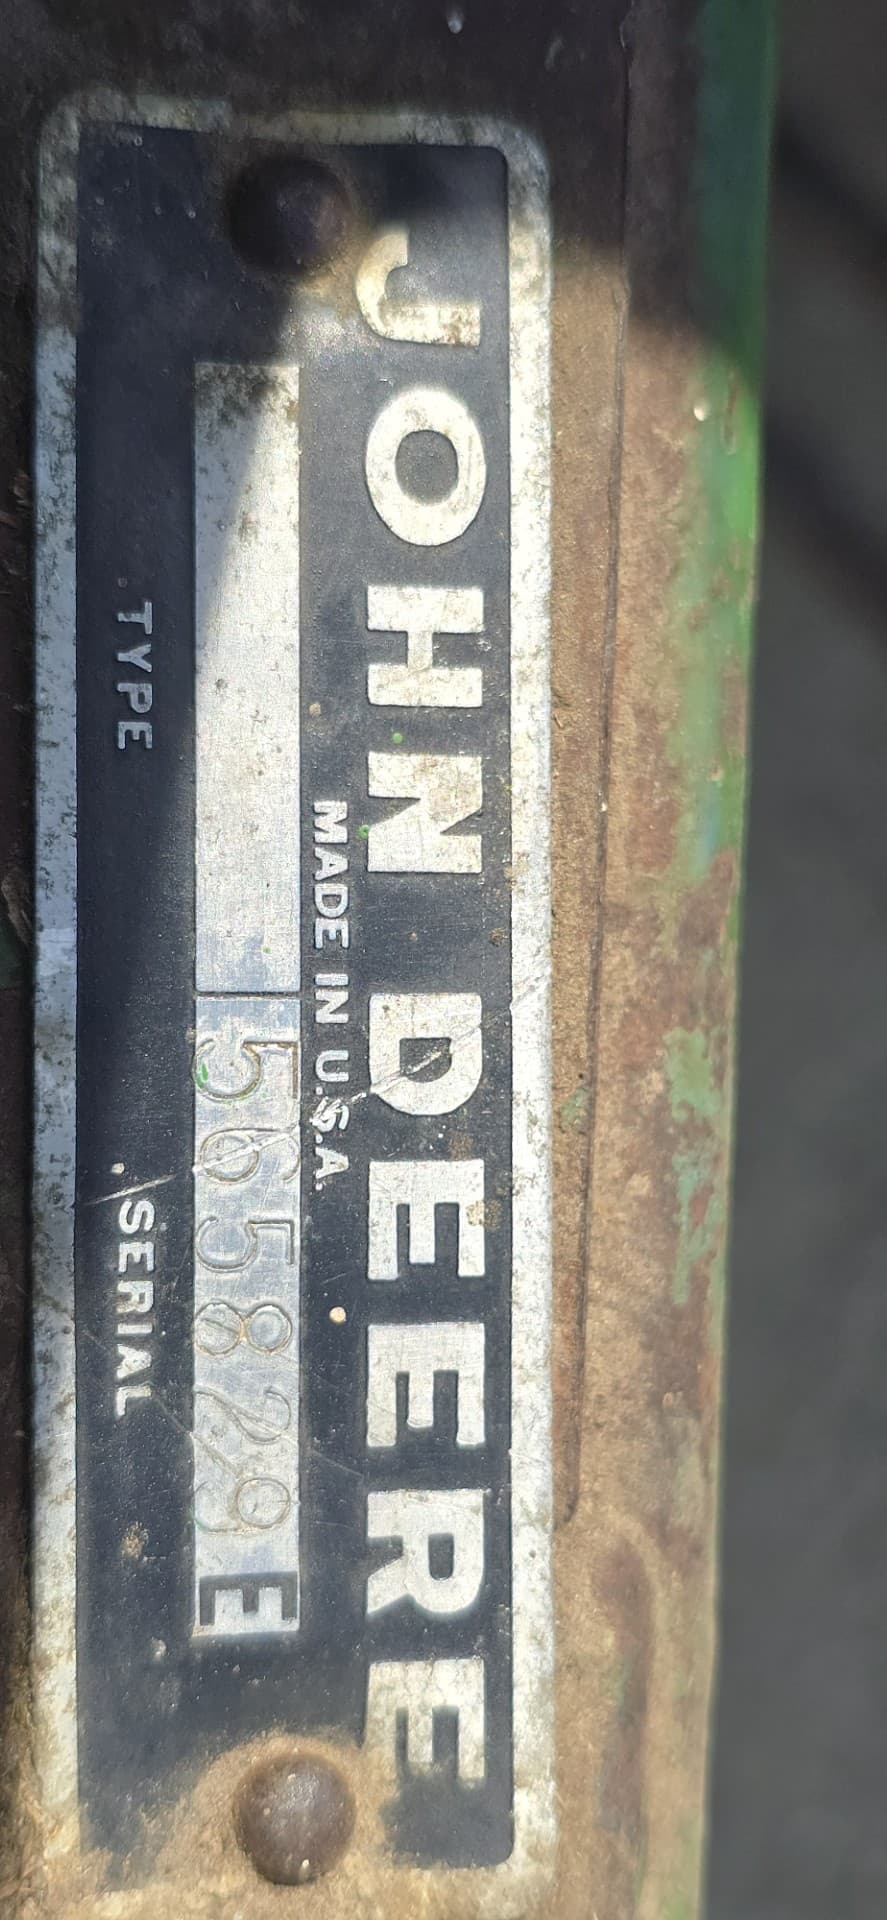 JOHN DEERE
MADE IN U.S.A.
565829E
TYPE SERIAL